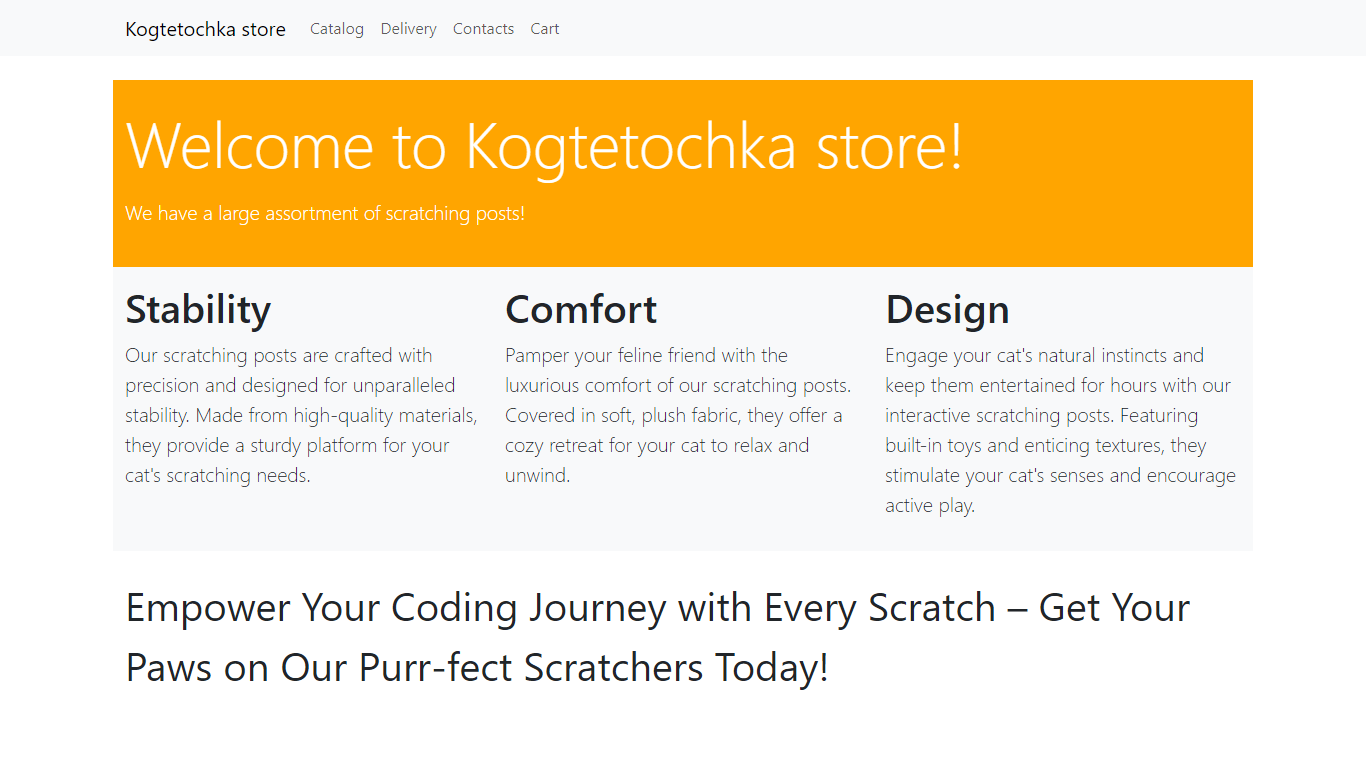 Kogtetochka store Catalog Delivery Contacts Cart
Welcome to Kogtetochka store!
We have a large assortment of scratching posts!
Stability
Our scratching posts are crafted with
precision and designed for unparalleled
stability. Made from high-quality materials,
they provide a sturdy platform for your
cat's scratching needs.
Comfort
Pamper your feline friend with the
luxurious comfort of our scratching posts.
Covered in soft, plush fabric, they offer a
cozy retreat for your cat to relax and
unwind.
Design
Engage your cat's natural instincts and
keep them entertained for hours with our
interactive scratching posts. Featuring
built-in toys and enticing textures, they
stimulate your cat's senses and encourage
active play.
Empower Your Coding Journey with Every Scratch – Get Your
Paws on Our Purr-fect Scratchers Today!